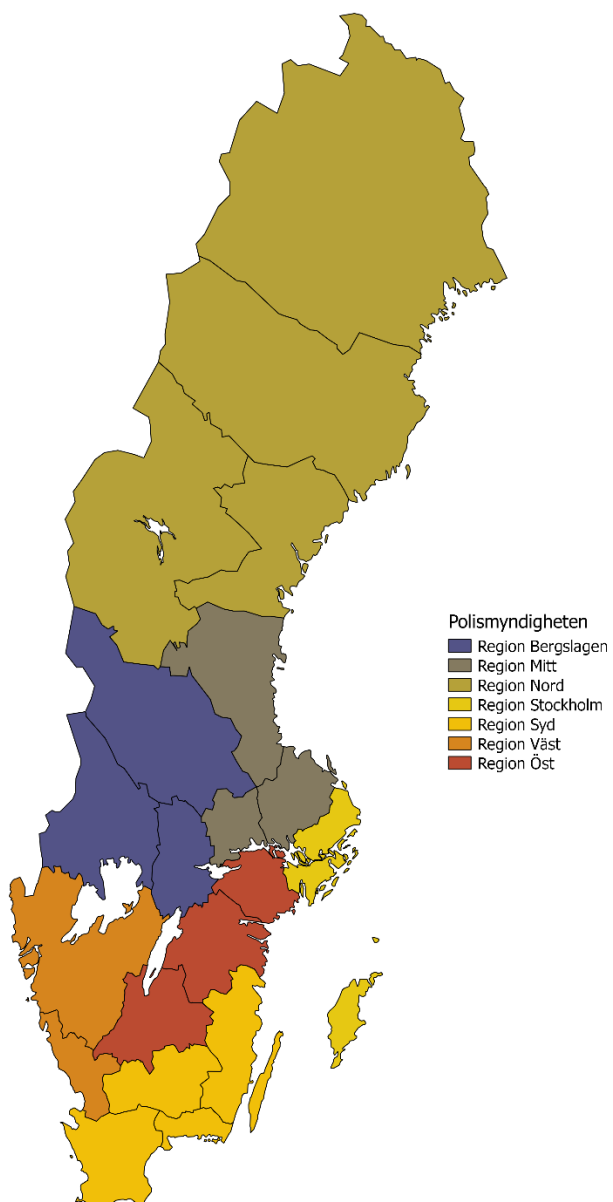 Polismyndigheten
Region Bergslagen
Region Mitt
Region Nord
Region Stockholm
Region Syd
Region Väst
Region Öst